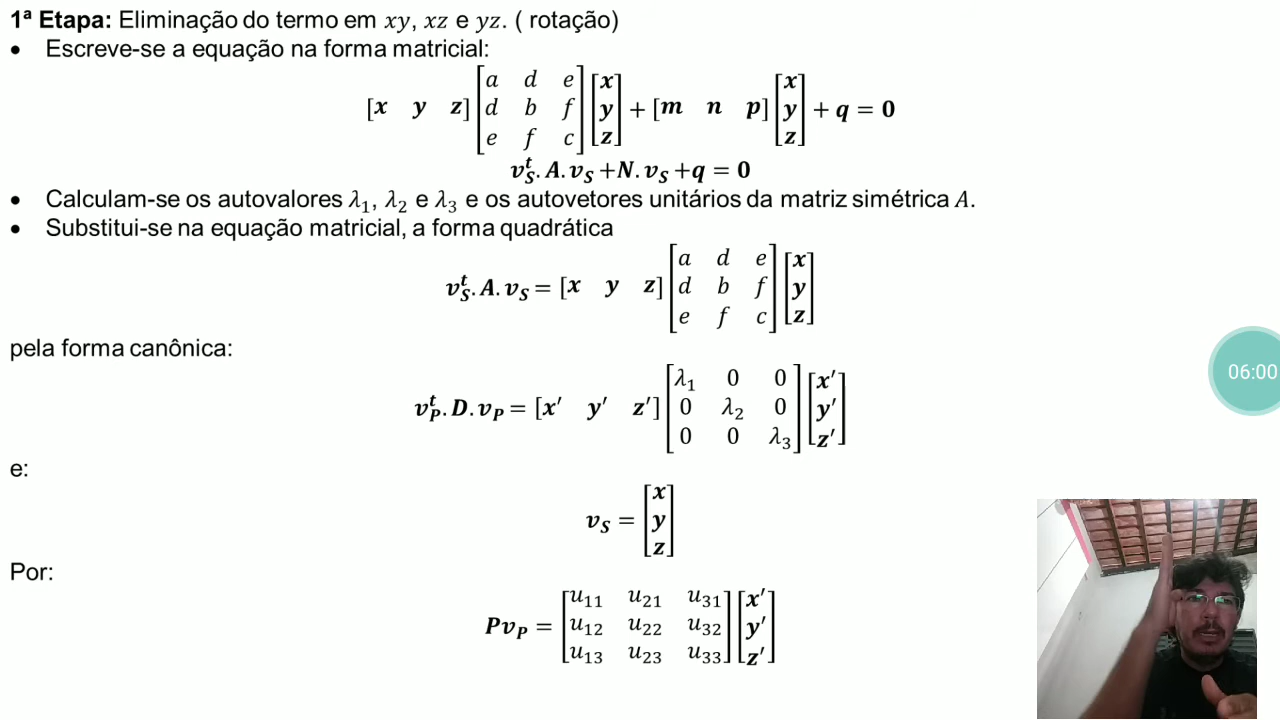 1ª Etapa: Eliminação do termo em xy, xz e yz. ( rotação)
• Escreve-se a equação na forma matricial:
[x y z] [a d e; d b f; e f c] [x; y; z] + [m n p] [x; y; z] + q = 0
v_S^t. A. v_S +N. v_S +q = 0
• Calculam-se os autovalores λ₁, λ₂ e λ₃ e os autovetores unitários da matriz simétrica A.
• Substitui-se na equação matricial, a forma quadrática
v_S^t. A. v_S = [x y z] [a d e; d b f; e f c] [x; y; z]
pela forma canônica:
06:00
v_P^t. D. v_P = [x′ y′ z′] [λ₁ 0 0; 0 λ₂ 0; 0 0 λ₃] [x′; y′; z′]
e:
v_S = [x; y; z]
Por:
Pv_P = [u₁₁ u₂₁ u₃₁; u₁₂ u₂₂ u₃₂; u₁₃ u₂₃ u₃₃] [x′; y′; z′]